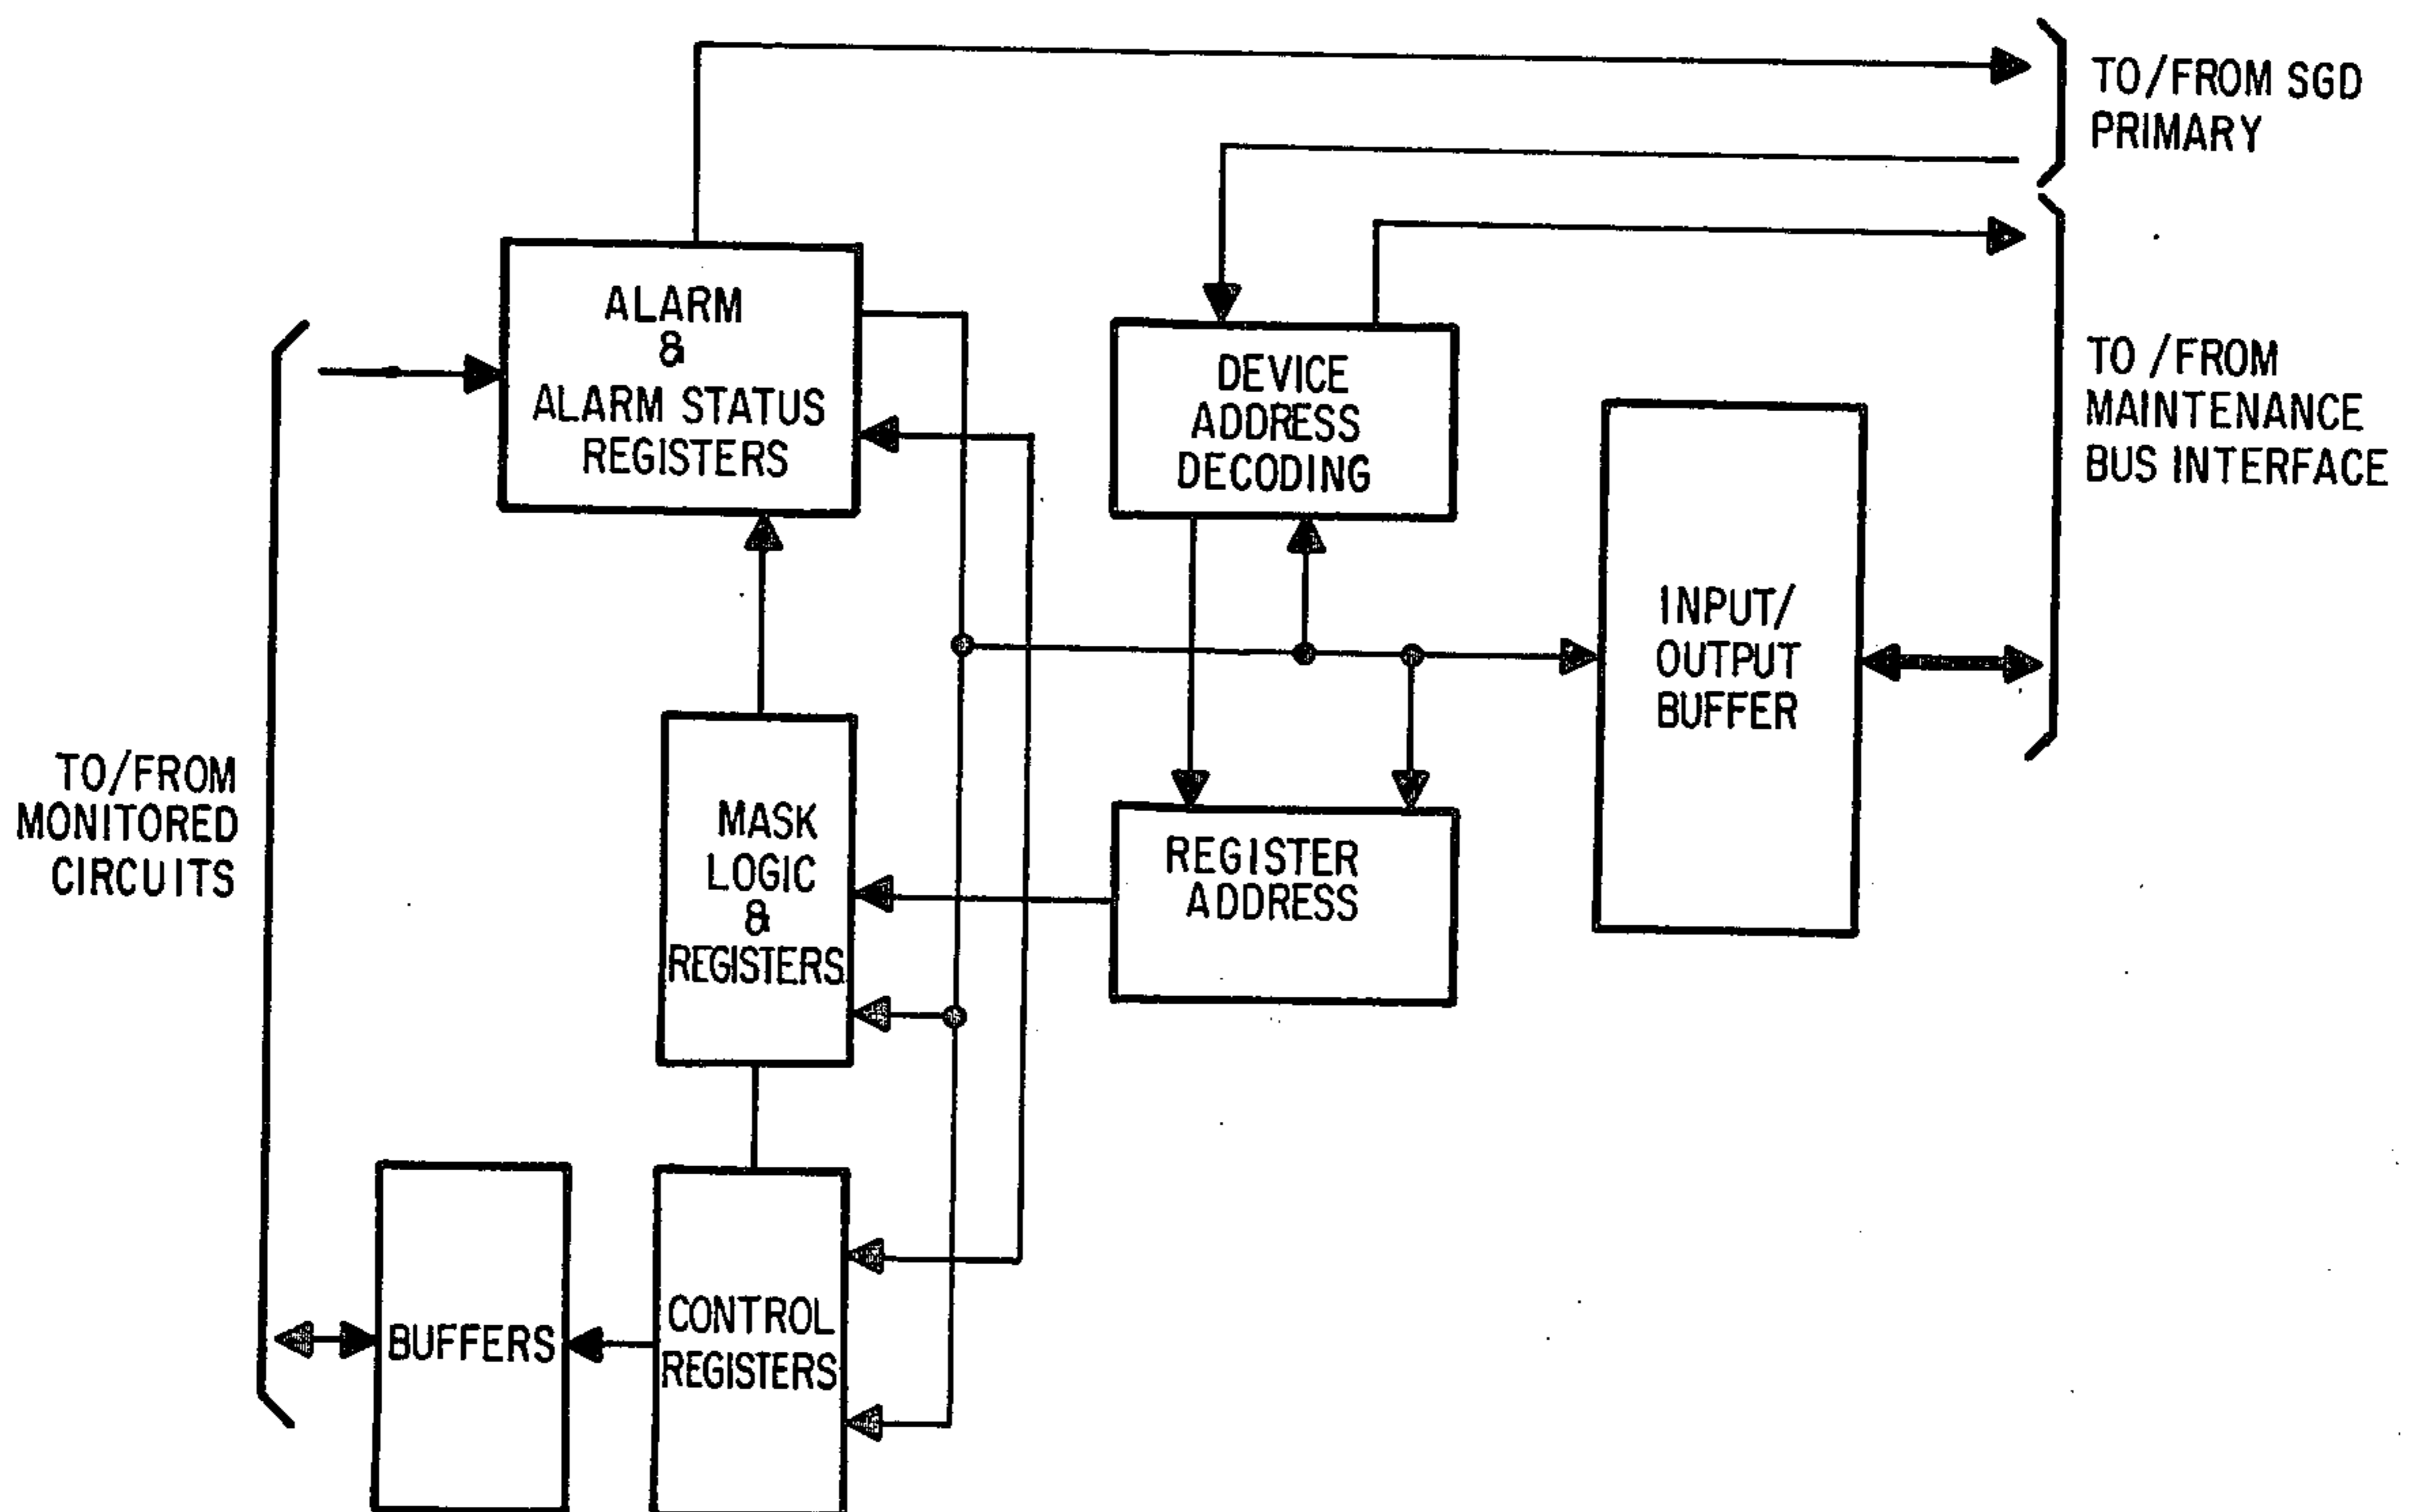 TO/FROM SGD
PRIMARY
ALARM
&
ALARM STATUS
REGISTERS
DEVICE
ADDRESS
DECODING
TO /FROM
MAINTENANCE
BUS INTERFACE
INPUT/
OUTPUT
BUFFER
TO/FROM
MONITORED
CIRCUITS
MASK
LOGIC
&
REGISTERS
REGISTER
ADDRESS
BUFFERS
CONTROL
REGISTERS